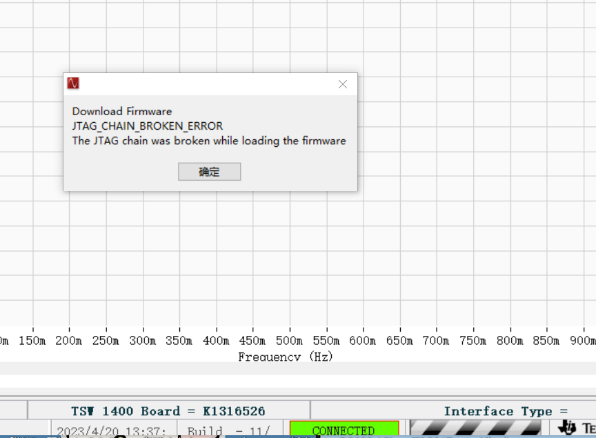 Download Firmware
JTAG_CHAIN_BROKEN_ERROR
The JTAG chain was broken while loading the firmware
确定
150m 200m 250m 300m 350m 400m 450m 500m 550m 600m 650m 700m 750m 800m 850m 900m
Frequency (Hz)
TSW 1400 Board = K1316526 Interface Type =
2023/4/20 13:37: Build - 11/ CONNECTED TE